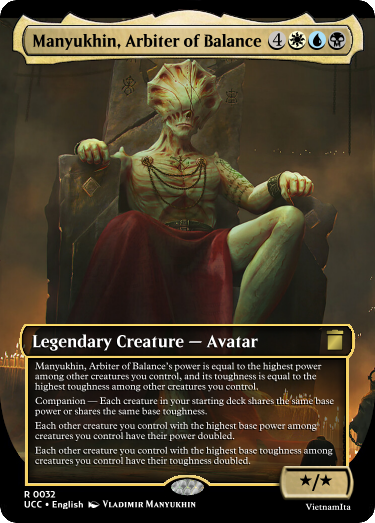 Manyukhin, Arbiter of Balance 4
Legendary Creature — Avatar
Manyukhin, Arbiter of Balance's power is equal to the highest power
among other creatures you control, and its toughness is equal to the
highest toughness among other creatures you control.
Companion — Each creature in your starting deck shares the same base
power or shares the same base toughness.
Each other creature you control with the highest base power among
creatures you control have their power doubled.
Each other creature you control with the highest base toughness among
creatures you control have their toughness doubled.
★/★
R 0032
UCC • English Vladimir Manyukhin
VietnamIta